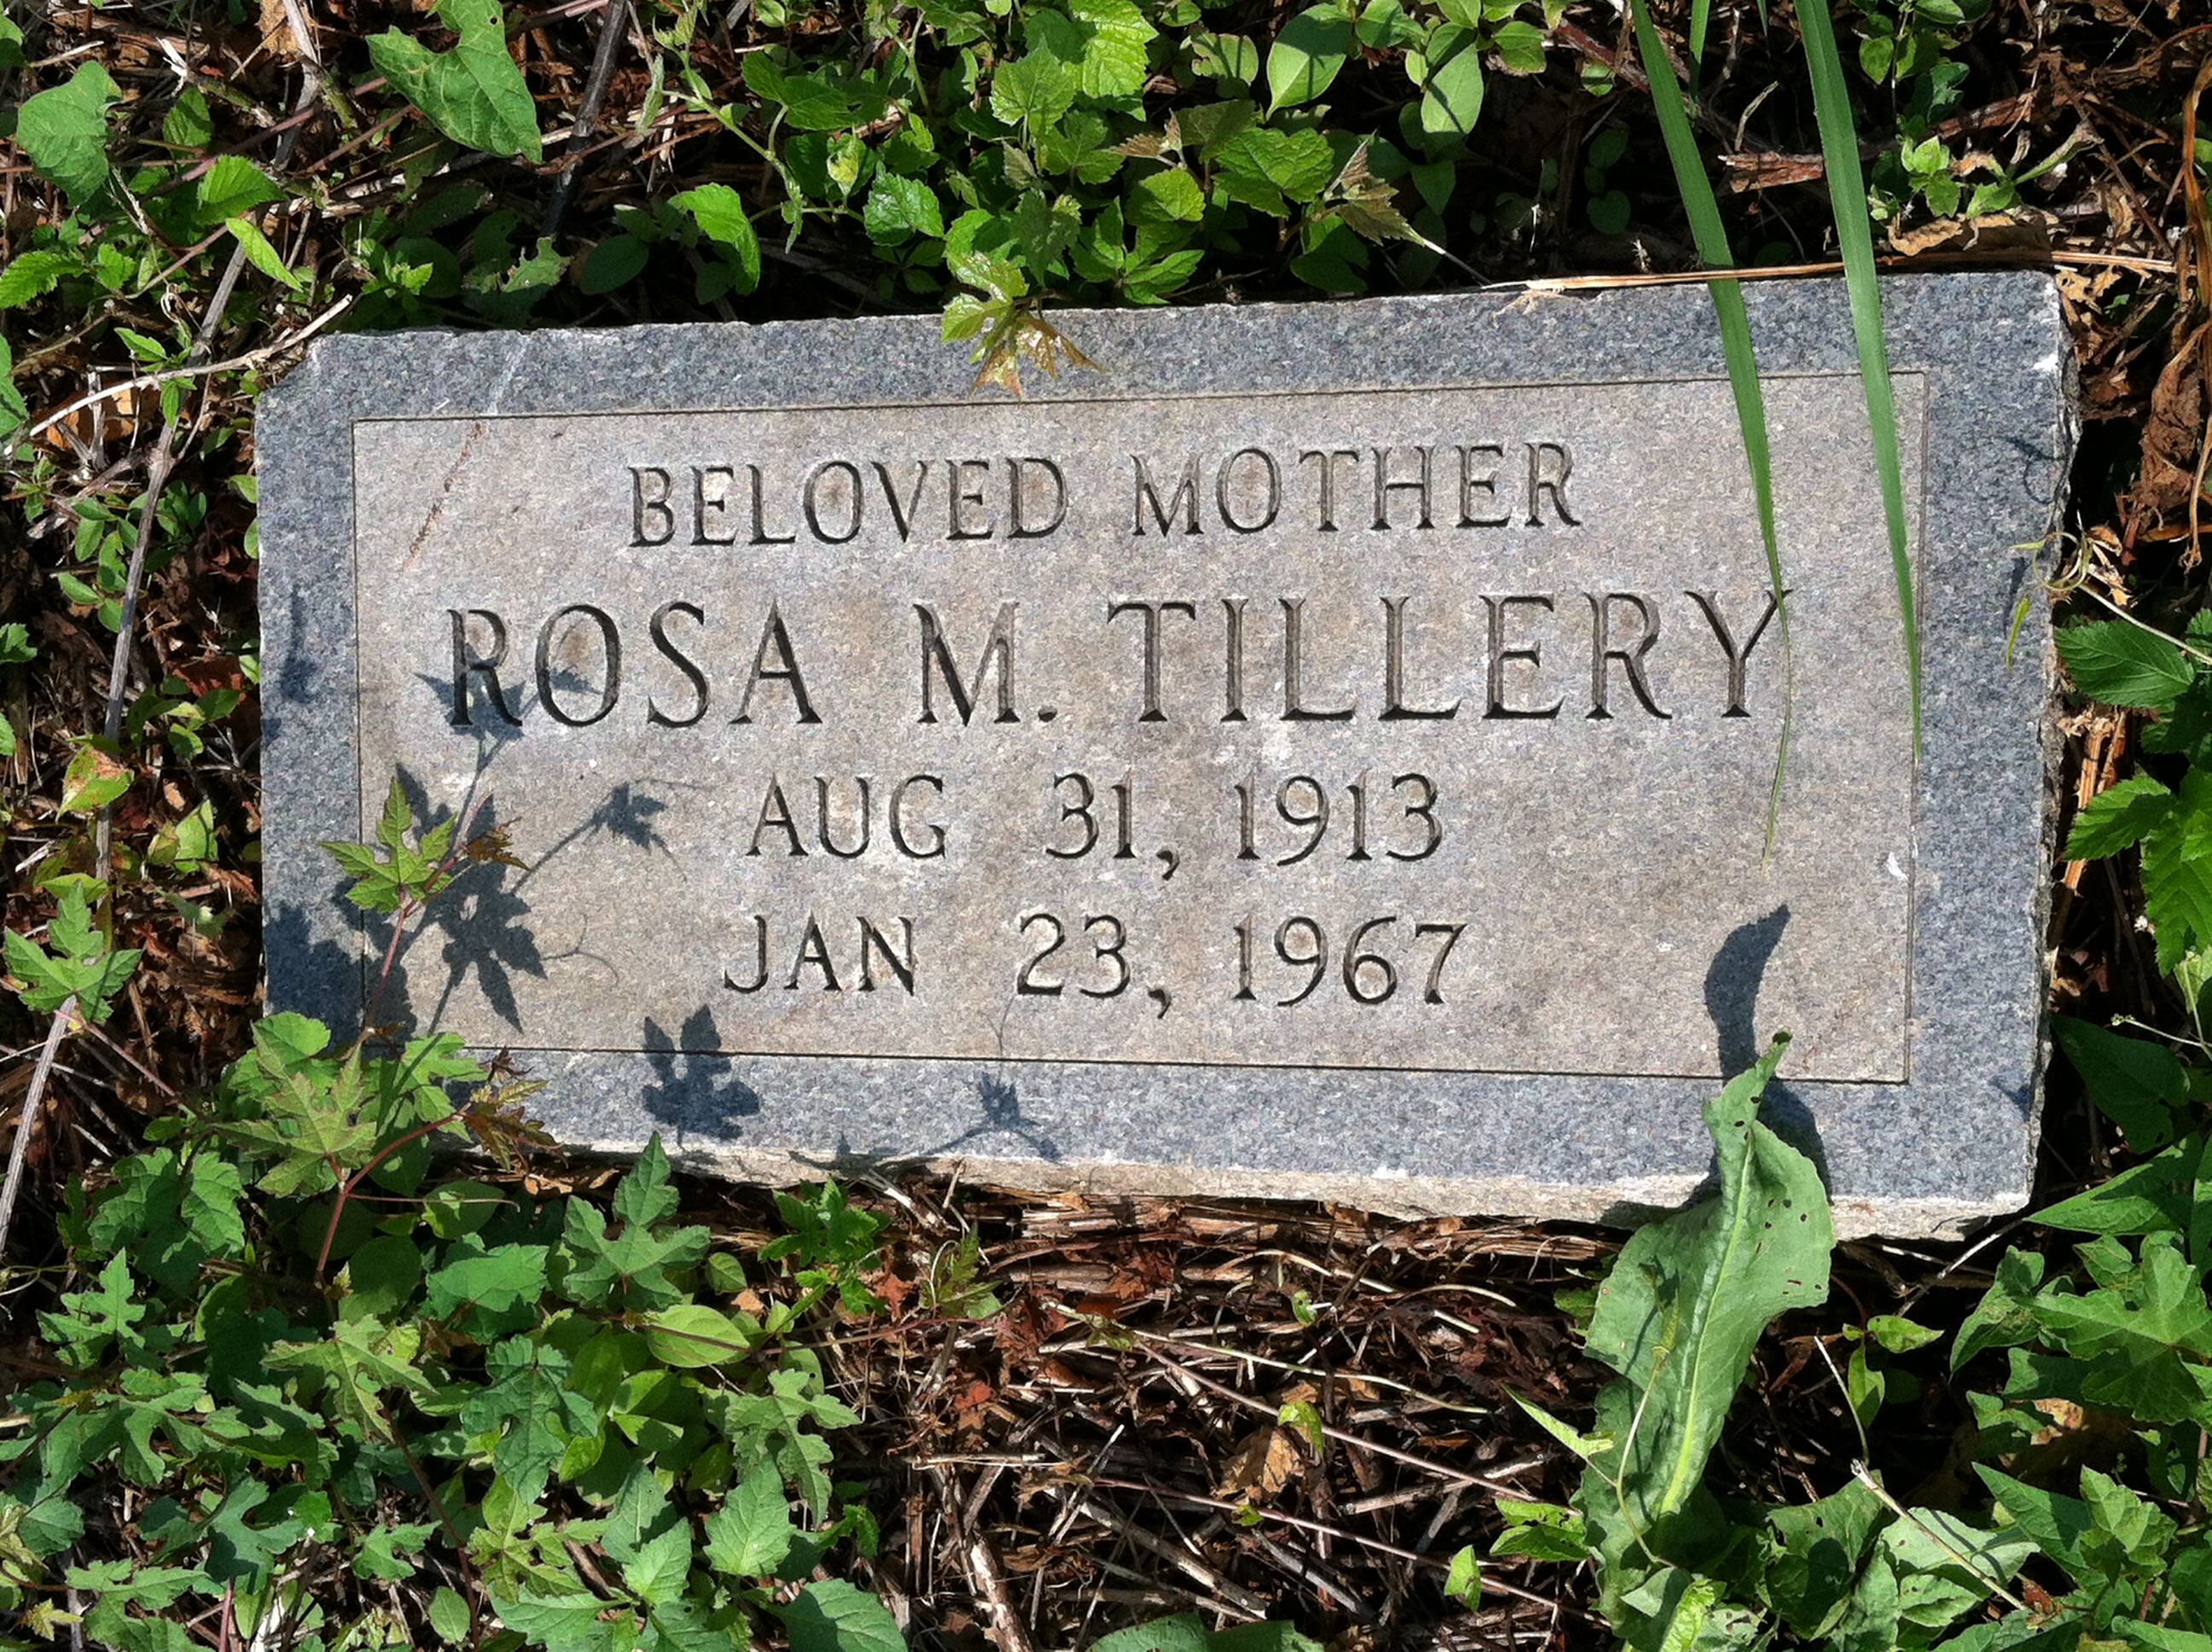 BELOVED MOTHER
ROSA M. TILLERY
AUG 31, 1913
JAN 23, 1967